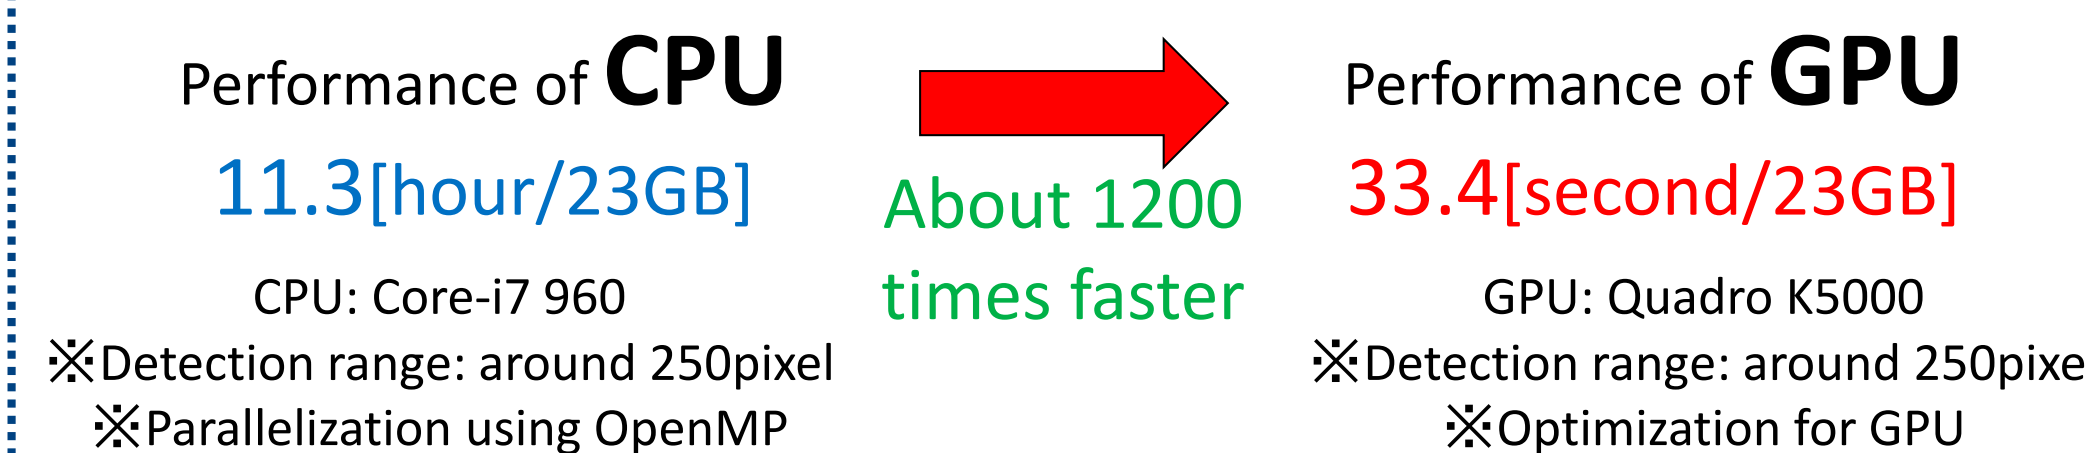 Performance of CPU
11.3[hour/23GB]
CPU: Core-i7 960
※Detection range: around 250pixel
※Parallelization using OpenMP
About 1200
times faster
Performance of GPU
33.4[second/23GB]
GPU: Quadro K5000
※Detection range: around 250pixe
※Optimization for GPU